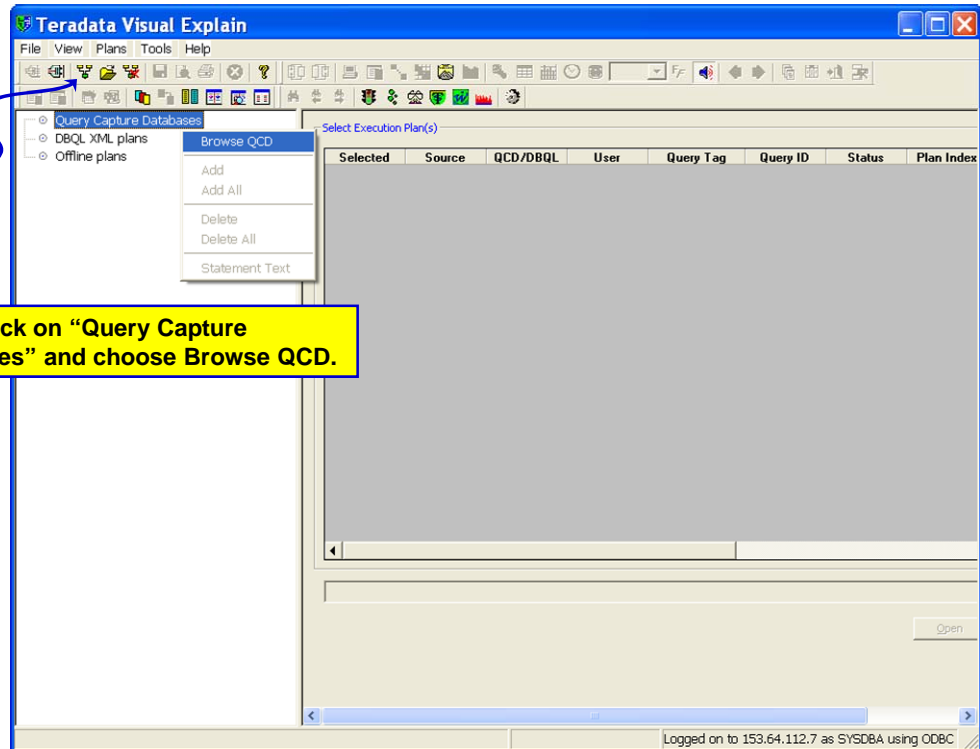 Teradata Visual Explain
File View Plans Tools Help
Query Capture Databases
DBQL XML plans
Offline plans
Browse QCD
Add
Add All
Delete
Delete All
Statement Text
Select Execution Plan(s)
Selected Source QCD/DBQL User Query Tag Query ID Status Plan Index
ck on “Query Capture
es” and choose Browse QCD.
Open
Logged on to 153.64.112.7 as SYSDBA using ODBC